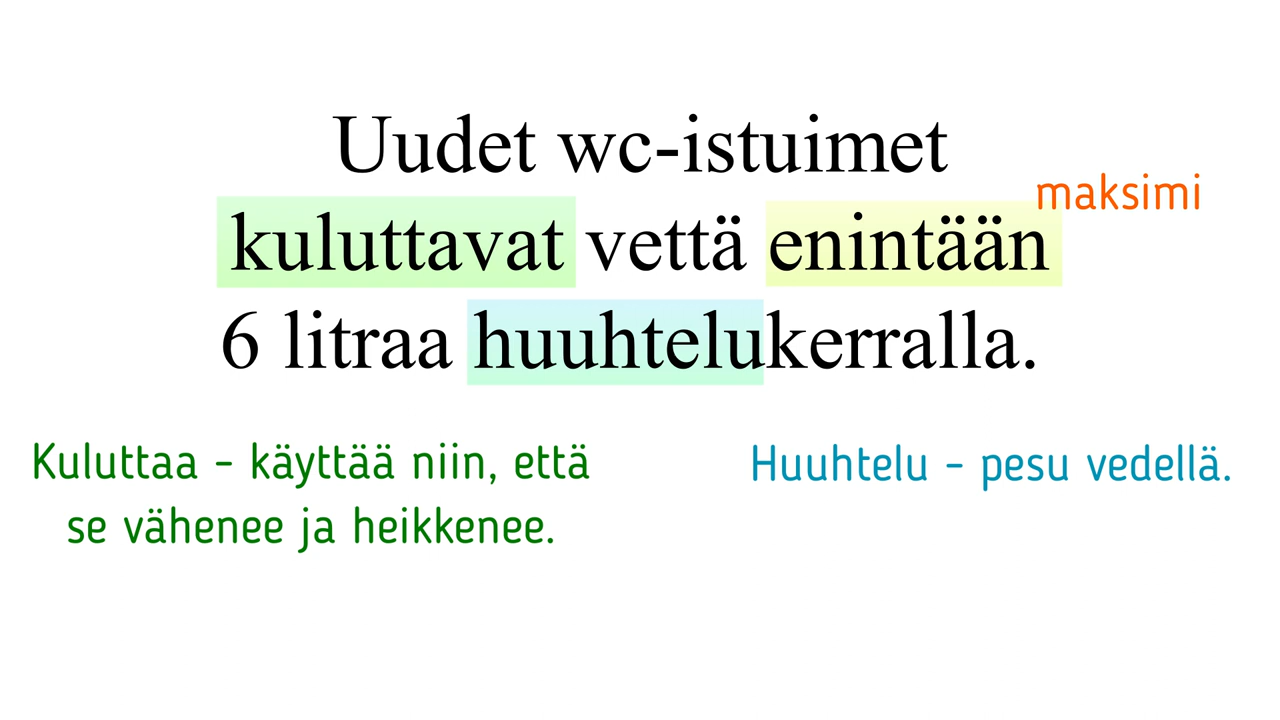 Uudet wc-istuimet
maksimi
kuluttavat vettä enintään
6 litraa huuhtelukerralla.
Kuluttaa – käyttää niin, että
se vähenee ja heikkenee.
Huuhtelu – pesu vedellä.